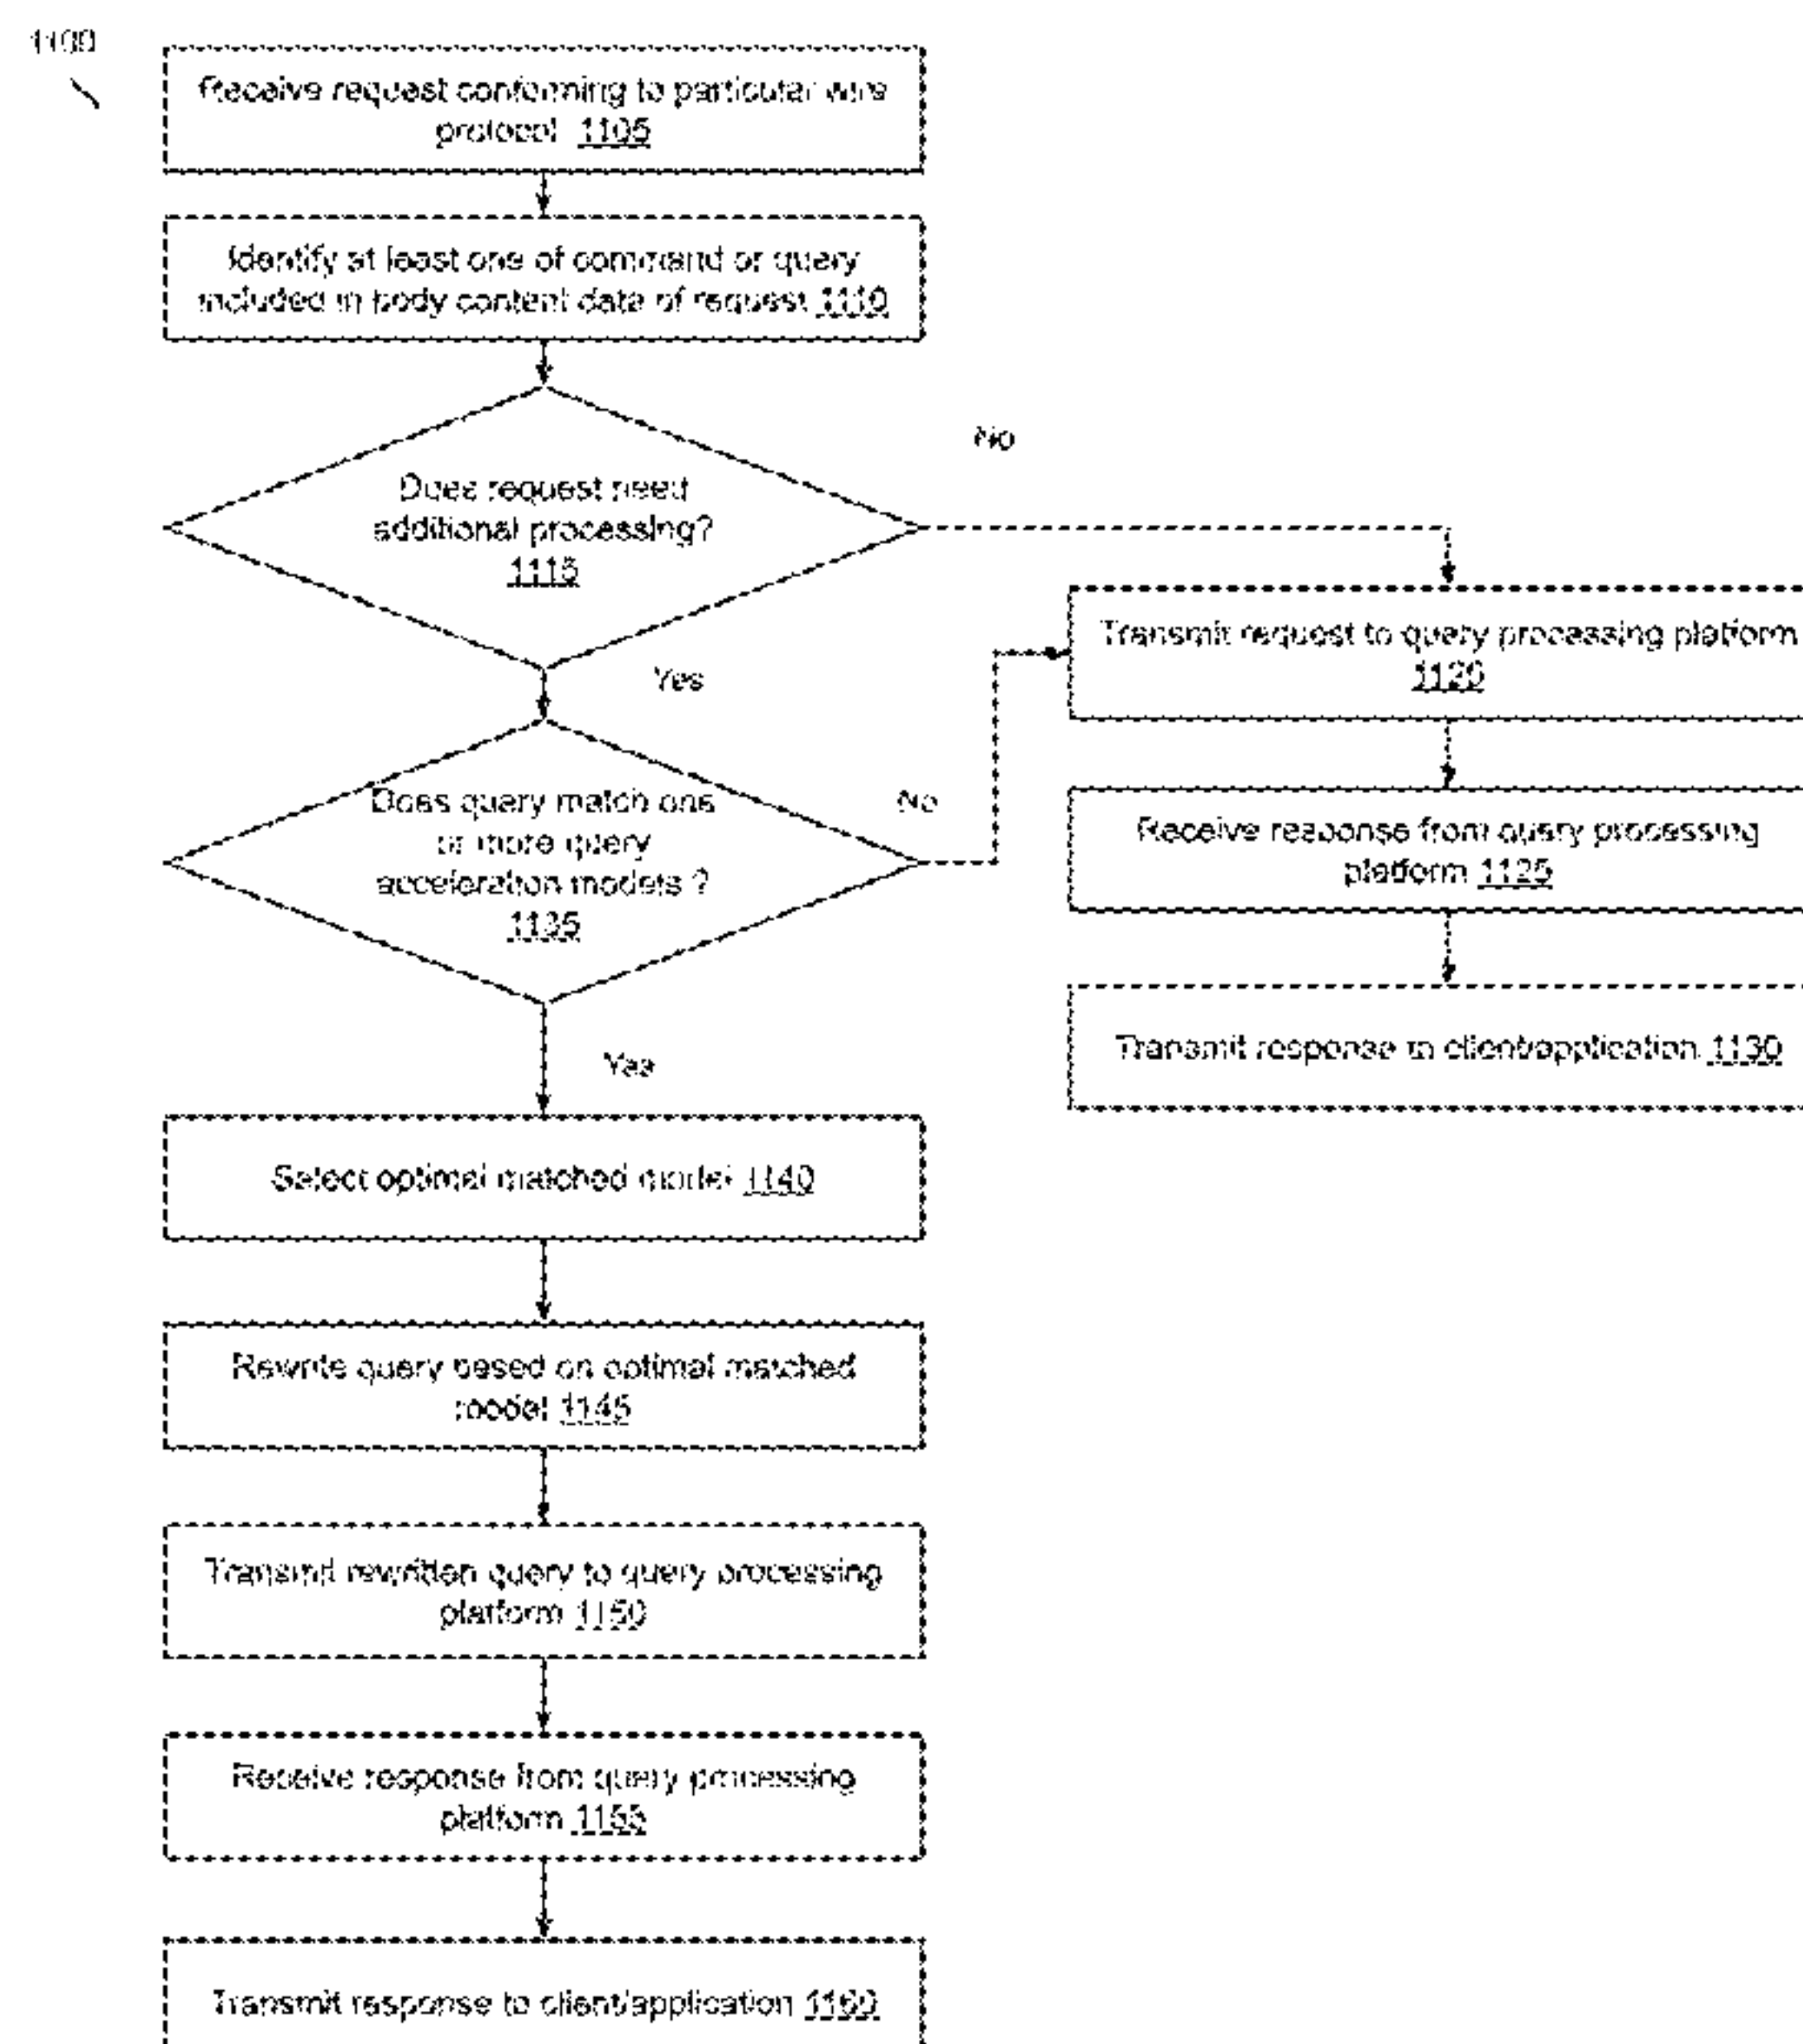 1100
Receive request conforming to particular wire
protocol 1105
Identify at least one of command or query
included in body content data of request 1110
Does request need
additional processing?
1115
No
Yes
Transmit request to query processing platform
1120
Does query match one
or more query
acceleration models ?
1135
No
Receive response from query processing
platform 1125
Yes
Transmit response to client/application 1130
Select optimal matched model 1140
Rewrite query based on optimal matched
model 1145
Transmit rewritten query to query processing
platform 1150
Receive response from query processing
platform 1155
Transmit response to client/application 1160